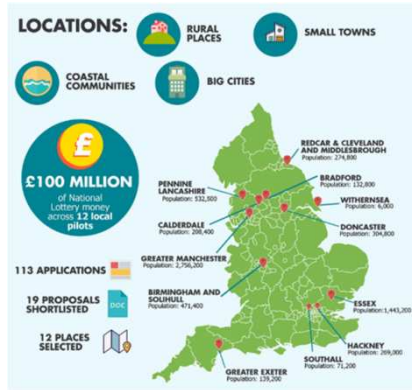 LOCATIONS:
RURAL
PLACES
SMALL TOWNS
COASTAL
COMMUNITIES
BIG CITIES
£
£100 MILLION
of National
Lottery money
across 12 local
pilots
113 APPLICATIONS
19 PROPOSALS
SHORTLISTED
DOC
12 PLACES
SELECTED
REDCAR & CLEVELAND
AND MIDDLESBROUGH
Population: 274,800
BRADFORD
Population: 132,800
PENNINE
LANCASHIRE
Population: 532,500
WITHERNSEA
Population: 6,000
CALDERDALE
Population: 208,400
DONCASTER
Population: 304,800
GREATER MANCHESTER
Population: 2,756,200
BIRMINGHAM AND
SOLIHULL
Population: 471,400
ESSEX
Population:1,443,200
HACKNEY
Population: 269,000
SOUTHALL
Population: 71,200
GREATER EXETER
Population: 139,200